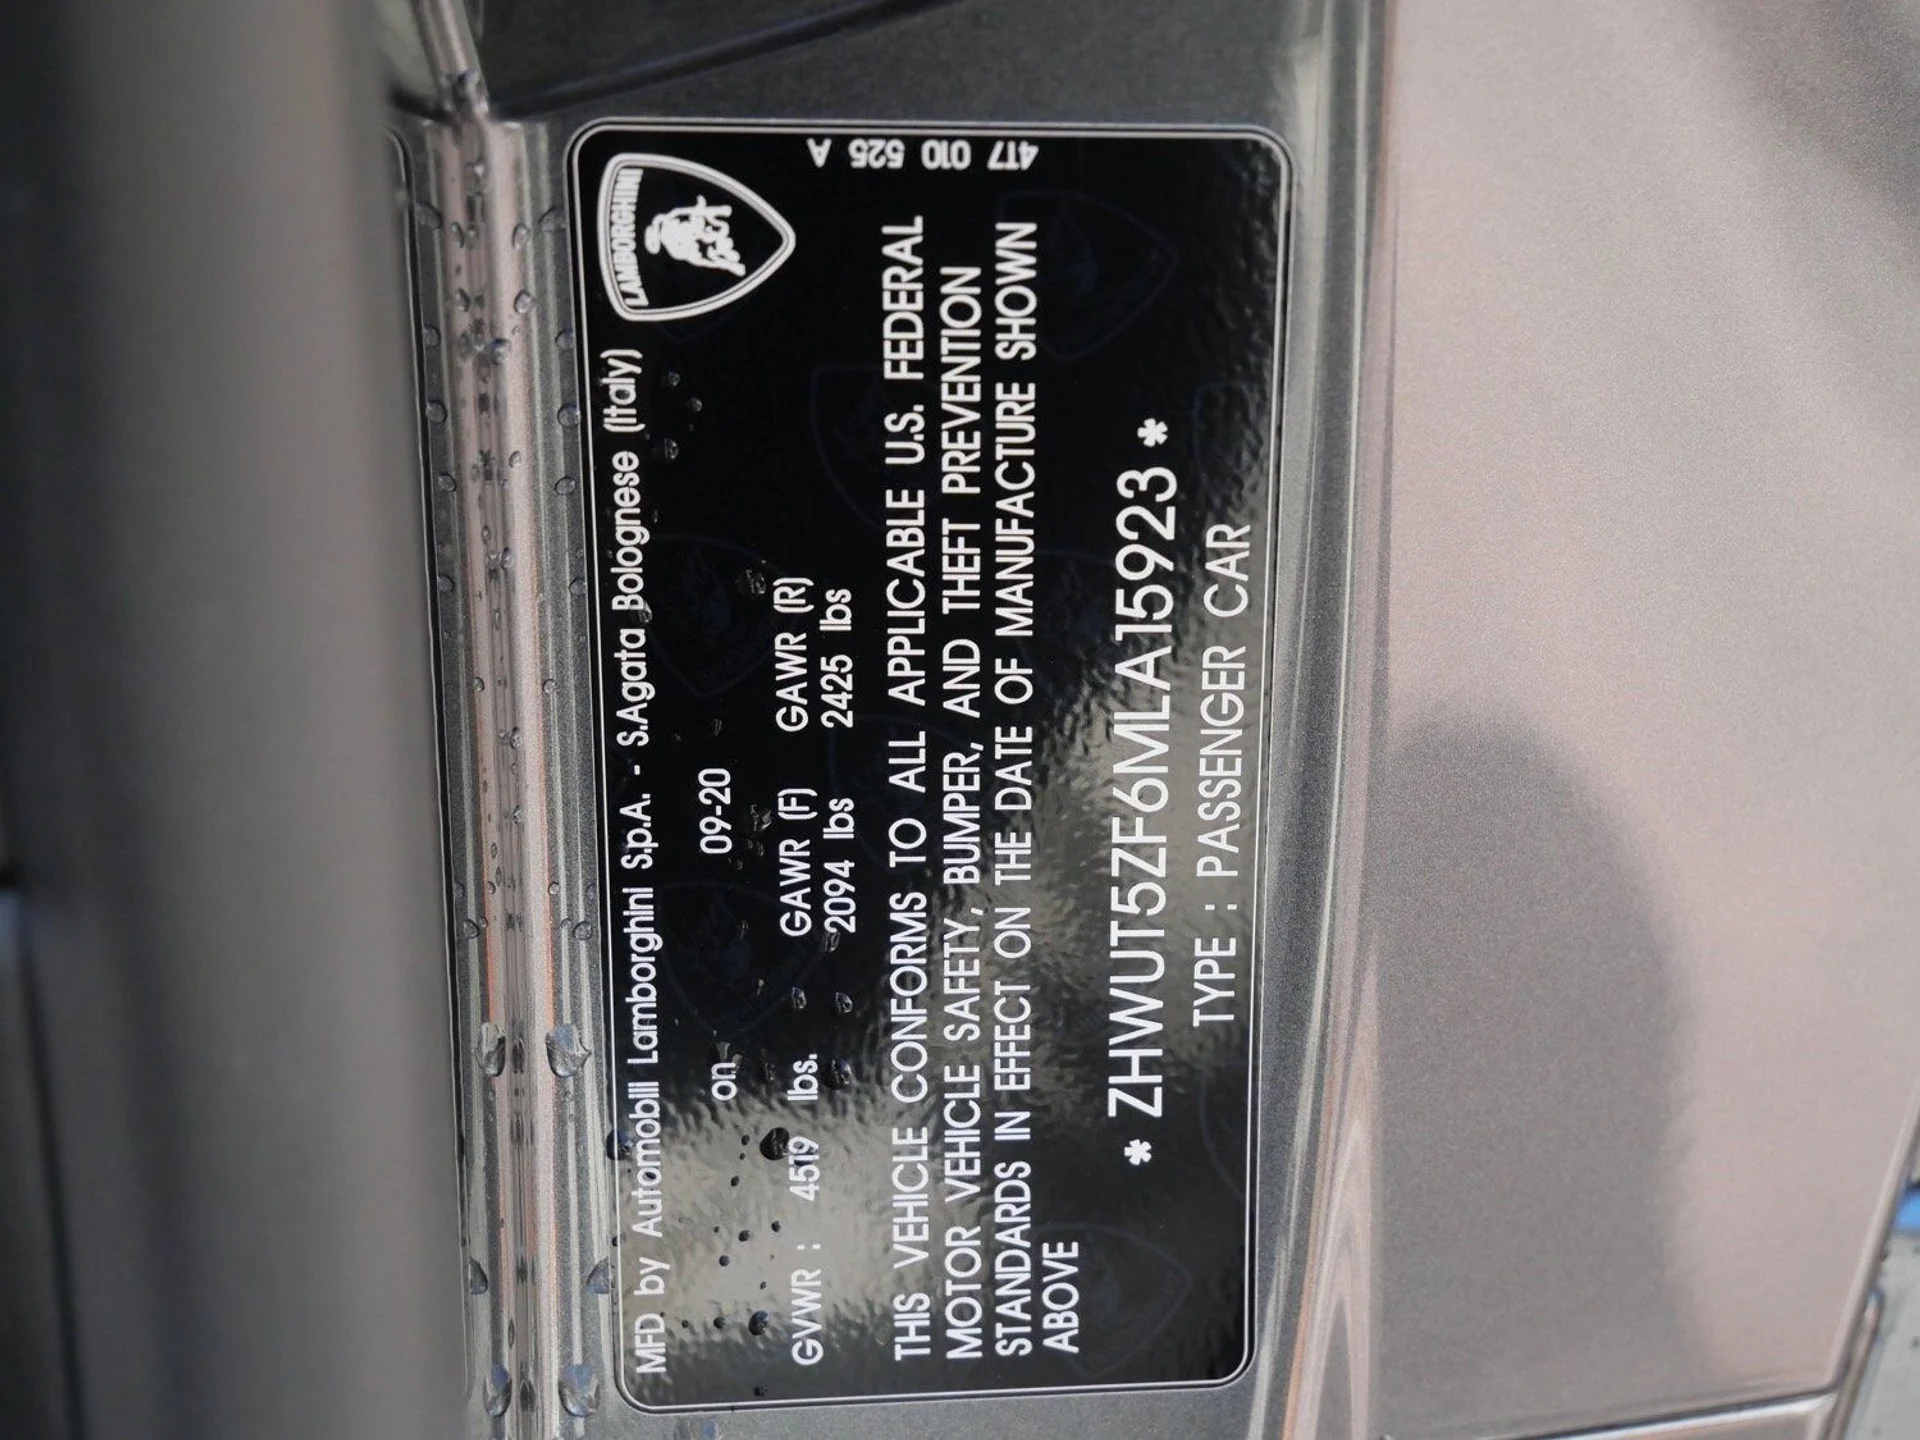 LAMBORGHINI
MFD by Automobili Lamborghini S.p.A. - S.Agata Bolognese (Italy)
on 09-20
GVWR : 4519 lbs. GAWR (F) GAWR (R)
2094 lbs 2425 lbs
THIS VEHICLE CONFORMS TO ALL APPLICABLE U.S. FEDERAL
MOTOR VEHICLE SAFETY, BUMPER, AND THEFT PREVENTION
STANDARDS IN EFFECT ON THE DATE OF MANUFACTURE SHOWN
ABOVE
* ZHWUT5ZF6MLA15923 *
TYPE : PASSENGER CAR
4T7 010 525 A